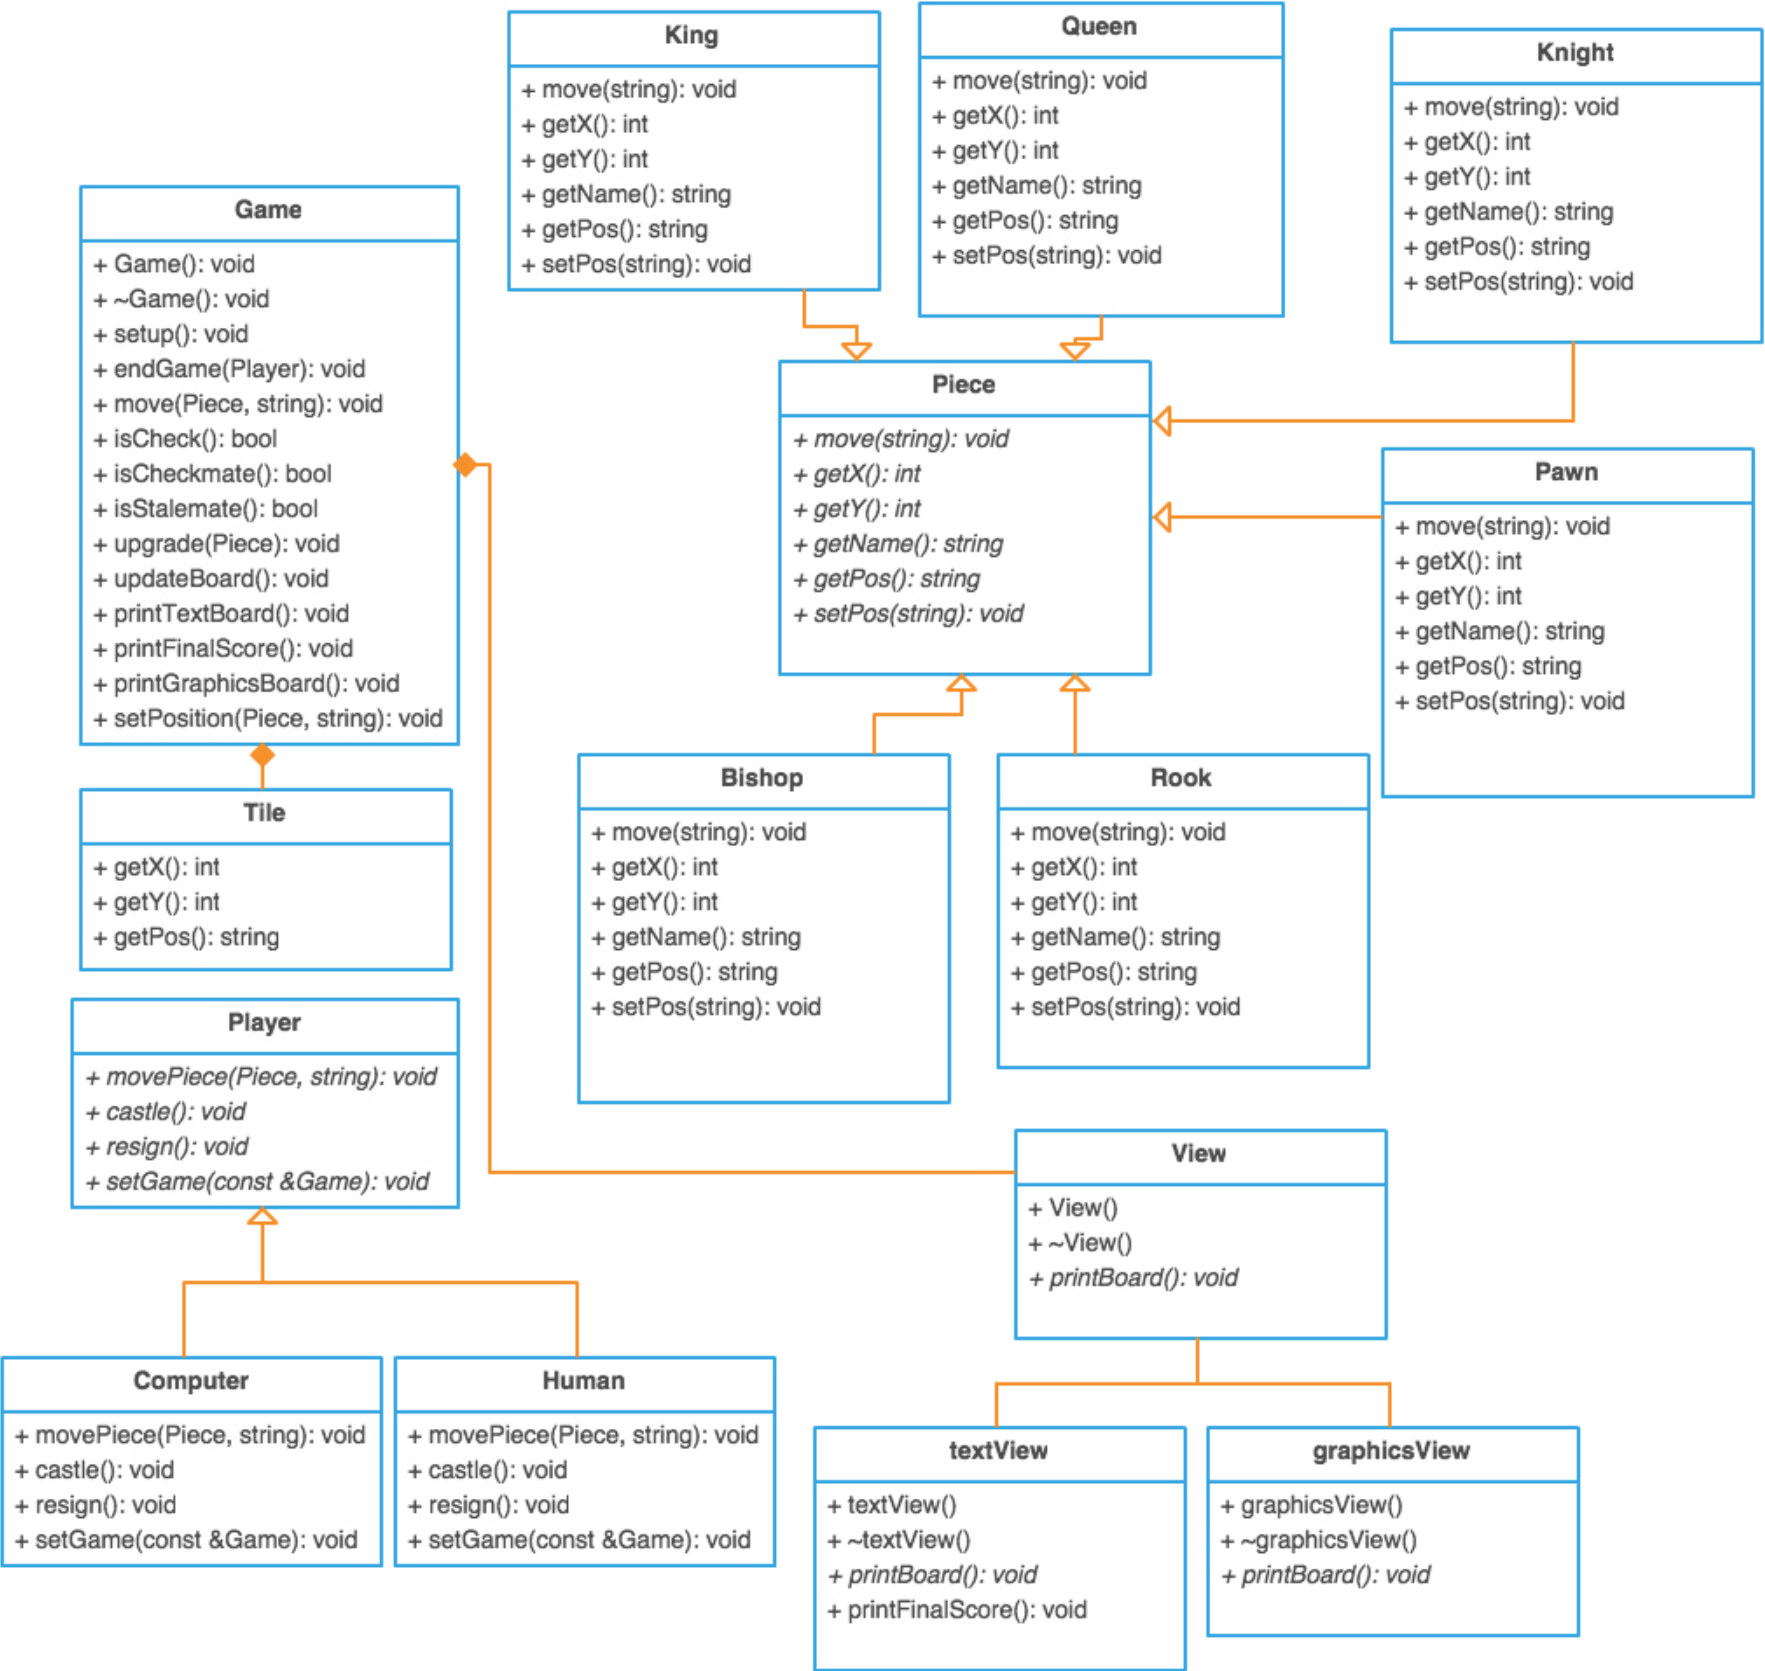 King
+ move(string): void
+ getX(): int
+ getY(): int
+ getName(): string
+ getPos(): string
+ setPos(string): void
Queen
+ move(string): void
+ getX(): int
+ getY(): int
+ getName(): string
+ getPos(): string
+ setPos(string): void
Knight
+ move(string): void
+ getX(): int
+ getY(): int
+ getName(): string
+ getPos(): string
+ setPos(string): void
Game
+ Game(): void
+ ~Game(): void
+ setup(): void
+ endGame(Player): void
+ move(Piece, string): void
+ isCheck(): bool
+ isCheckmate(): bool
+ isStalemate(): bool
+ upgrade(Piece): void
+ updateBoard(): void
+ printTextBoard(): void
+ printFinalScore(): void
+ printGraphicsBoard(): void
+ setPosition(Piece, string): void
Piece
+ move(string): void
+ getX(): int
+ getY(): int
+ getName(): string
+ getPos(): string
+ setPos(string): void
Pawn
+ move(string): void
+ getX(): int
+ getY(): int
+ getName(): string
+ getPos(): string
+ setPos(string): void
Tile
+ getX(): int
+ getY(): int
+ getPos(): string
Bishop
+ move(string): void
+ getX(): int
+ getY(): int
+ getName(): string
+ getPos(): string
+ setPos(string): void
Rook
+ move(string): void
+ getX(): int
+ getY(): int
+ getName(): string
+ getPos(): string
+ setPos(string): void
Player
+ movePiece(Piece, string): void
+ castle(): void
+ resign(): void
+ setGame(const &Game): void
View
+ View()
+ ~View()
+ printBoard(): void
Computer
+ movePiece(Piece, string): void
+ castle(): void
+ resign(): void
+ setGame(const &Game): void
Human
+ movePiece(Piece, string): void
+ castle(): void
+ resign(): void
+ setGame(const &Game): void
textView
+ textView()
+ ~textView()
+ printBoard(): void
+ printFinalScore(): void
graphicsView
+ graphicsView()
+ ~graphicsView()
+ printBoard(): void